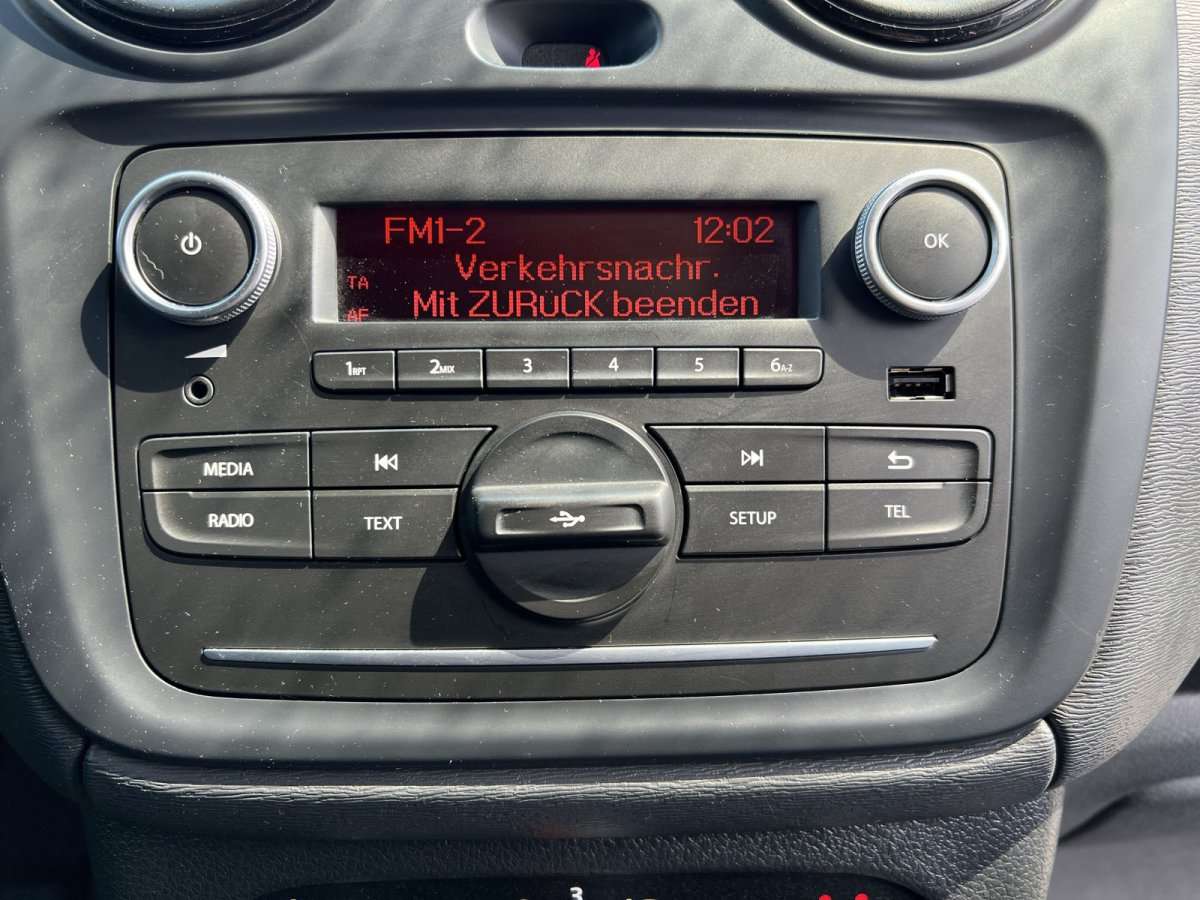 FM1-2 12:02
Verkehrsnachr.
TA
Mit ZURüCK beenden
AF
OK
1RPT 2MIX 3 4 5 6A-Z
MEDIA
RADIO TEXT SETUP TEL
3